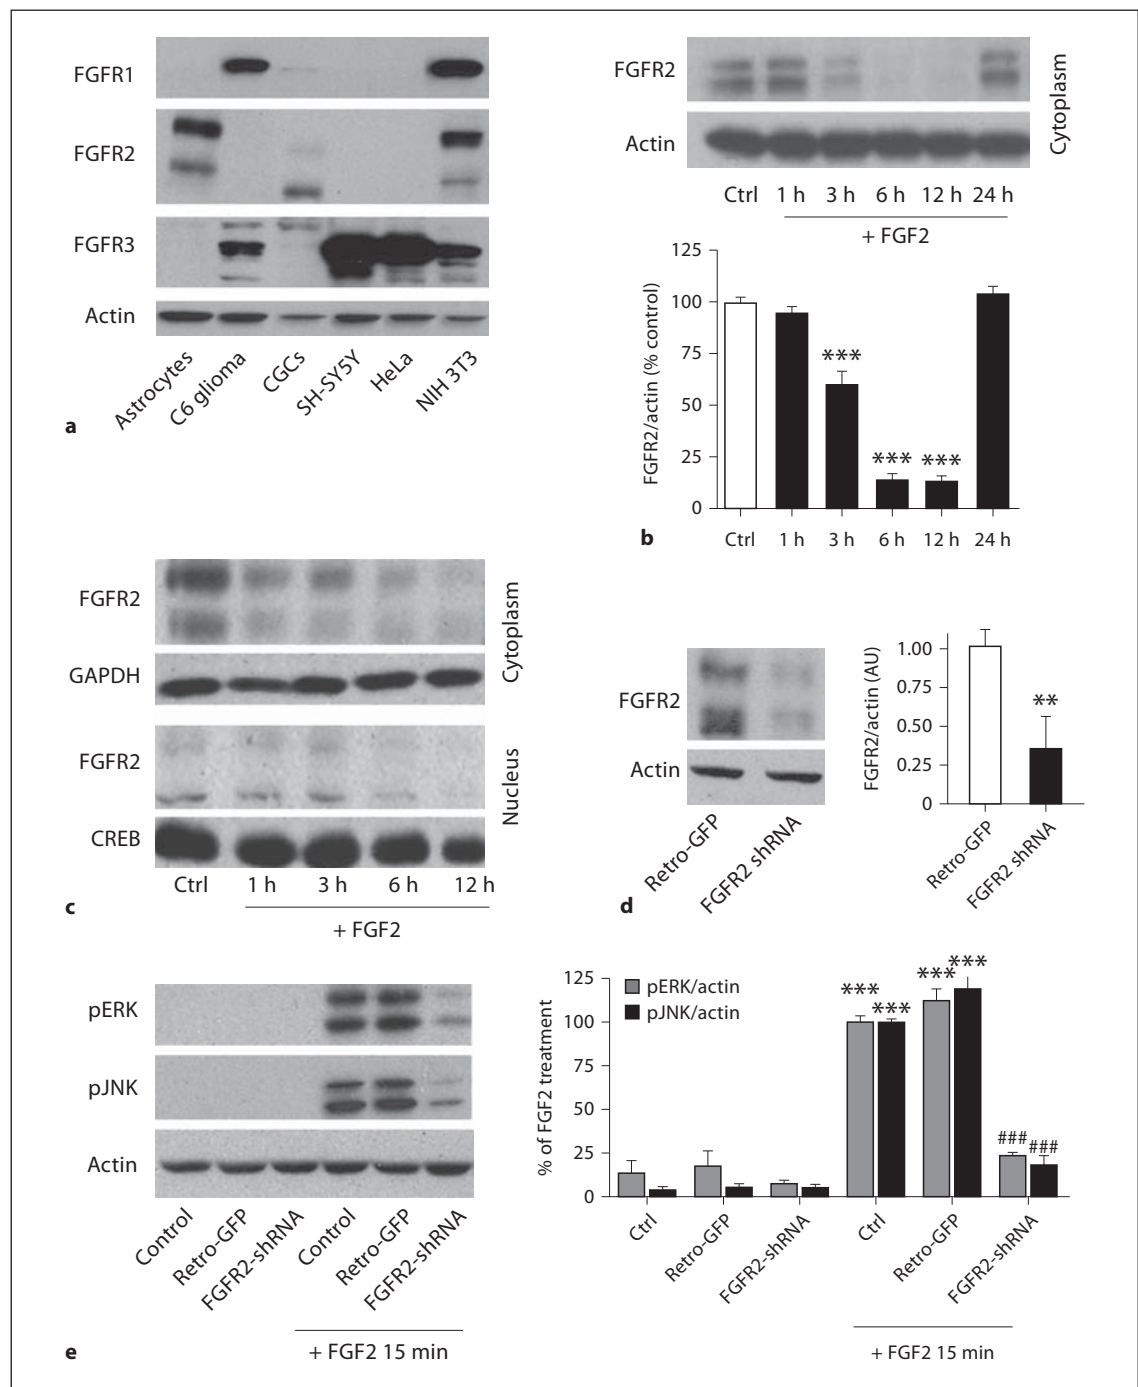 FGFR1
FGFR2
FGFR3
Actin
Astrocytes
C6 glioma
CGCs
SH-SY5Y
HeLa
NIH 3T3
a
FGFR2
Actin
Cytoplasm
Ctrl 1 h 3 h 6 h 12 h 24 h
+ FGF2
FGFR2/actin (% control)
125
100
75
50
25
0
***
*** ***
Ctrl 1 h 3 h 6 h 12 h 24 h
b
FGFR2
GAPDH
Cytoplasm
FGFR2
CREB
Nucleus
Ctrl 1 h 3 h 6 h 12 h
+ FGF2
c
FGFR2
Actin
Retro-GFP
FGFR2 shRNA
FGFR2/actin (AU)
1.00
0.75
0.50
0.25
0
**
Retro-GFP
FGFR2 shRNA
d
pERK
pJNK
Actin
Control
Retro-GFP
FGFR2-shRNA
Control
Retro-GFP
FGFR2-shRNA
+ FGF2 15 min
% of FGF2 treatment
125
100
75
50
25
0
pERK/actin
pJNK/actin
*** *** *** ***
### ###
Ctrl
Retro-GFP
FGFR2-shRNA
Ctrl
Retro-GFP
FGFR2-shRNA
+ FGF2 15 min
e